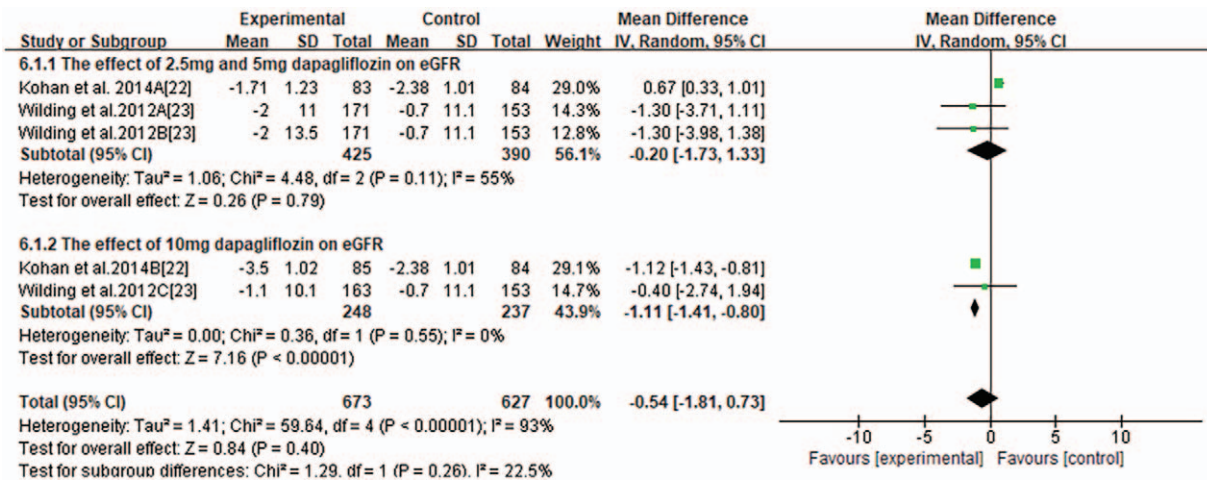 Experimental Control Mean Difference Mean Difference
Study or Subgroup Mean SD Total Mean SD Total Weight IV, Random, 95% CI IV, Random, 95% CI
6.1.1 The effect of 2.5mg and 5mg dapagliflozin on eGFR
Kohan et al. 2014A[22] -1.71 1.23 83 -2.38 1.01 84 29.0% 0.67 [0.33, 1.01]
Wilding et al.2012A[23] -2 11 171 -0.7 11.1 153 14.3% -1.30 [-3.71, 1.11]
Wilding et al.2012B[23] -2 13.5 171 -0.7 11.1 153 12.8% -1.30 [-3.98, 1.38]
Subtotal (95% CI) 425 390 56.1% -0.20 [-1.73, 1.33]
Heterogeneity: Tau² = 1.06; Chi² = 4.48, df = 2 (P = 0.11); I² = 55%
Test for overall effect: Z = 0.26 (P = 0.79)
6.1.2 The effect of 10mg dapagliflozin on eGFR
Kohan et al.2014B[22] -3.5 1.02 85 -2.38 1.01 84 29.1% -1.12 [-1.43, -0.81]
Wilding et al.2012C[23] -1.1 10.1 163 -0.7 11.1 153 14.7% -0.40 [-2.74, 1.94]
Subtotal (95% CI) 248 237 43.9% -1.11 [-1.41, -0.80]
Heterogeneity: Tau² = 0.00; Chi² = 0.36, df = 1 (P = 0.55); I² = 0%
Test for overall effect: Z = 7.16 (P < 0.00001)
Total (95% CI) 673 627 100.0% -0.54 [-1.81, 0.73]
Heterogeneity: Tau² = 1.41; Chi² = 59.64, df = 4 (P < 0.00001); I² = 93%
Test for overall effect: Z = 0.84 (P = 0.40)
Test for subgroup differences: Chi² = 1.29, df = 1 (P = 0.26), I² = 22.5%
-10 -5 0 5 10
Favours [experimental] Favours [control]